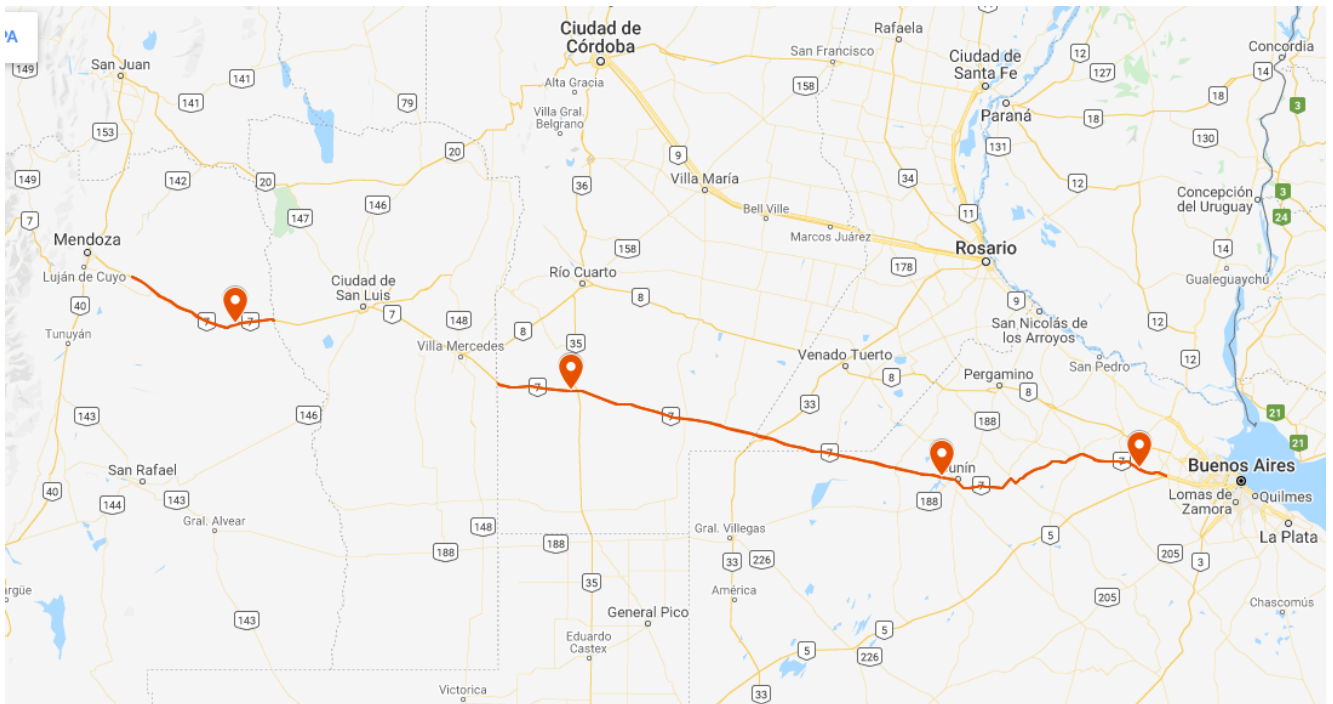 PA
Ciudad de
Córdoba
Rafaela
11
Concordia
San Juan
149
141
San Francisco
Ciudad de
Santa Fe
12
127
14
141
79
Alta Gracia
158
18
3
Villa Gral.
Belgrano
Paraná
18
153
20
9
131
130
149
142
20
36
Villa María
34
12
Concepción
del Uruguay
3
7
147
146
Bell Ville
11
24
Mendoza
158
Marcos Juárez
Rosario
14
Luján de Cuyo
Ciudad de
San Luis
Río Cuarto
178
Gualeguaychú
40
7
7
7
148
8
8
9
San Nicolás de
los Arroyos
12
Tunuyán
Villa Mercedes
35
Venado Tuerto
San Pedro
12
7
8
Pergamino
8
143
146
7
33
188
21
21
San Rafael
7
unín
7
7
Buenos Aires
40
144
143
188
Lomas de
Zamora
Quilmes
Gral. Alvear
148
Gral. Villegas
5
La Plata
188
188
33
226
205
3
argüe
35
América
205
Chascomús
143
General Pico
5
Eduardo
Castex
5
226
Victorica
33